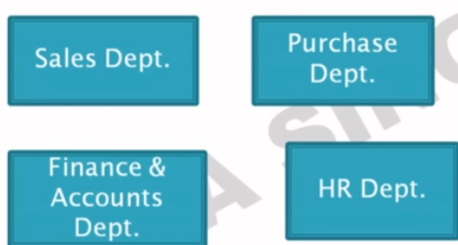 Sales Dept.
Purchase
Dept.
Finance &
Accounts
Dept.
HR Dept.